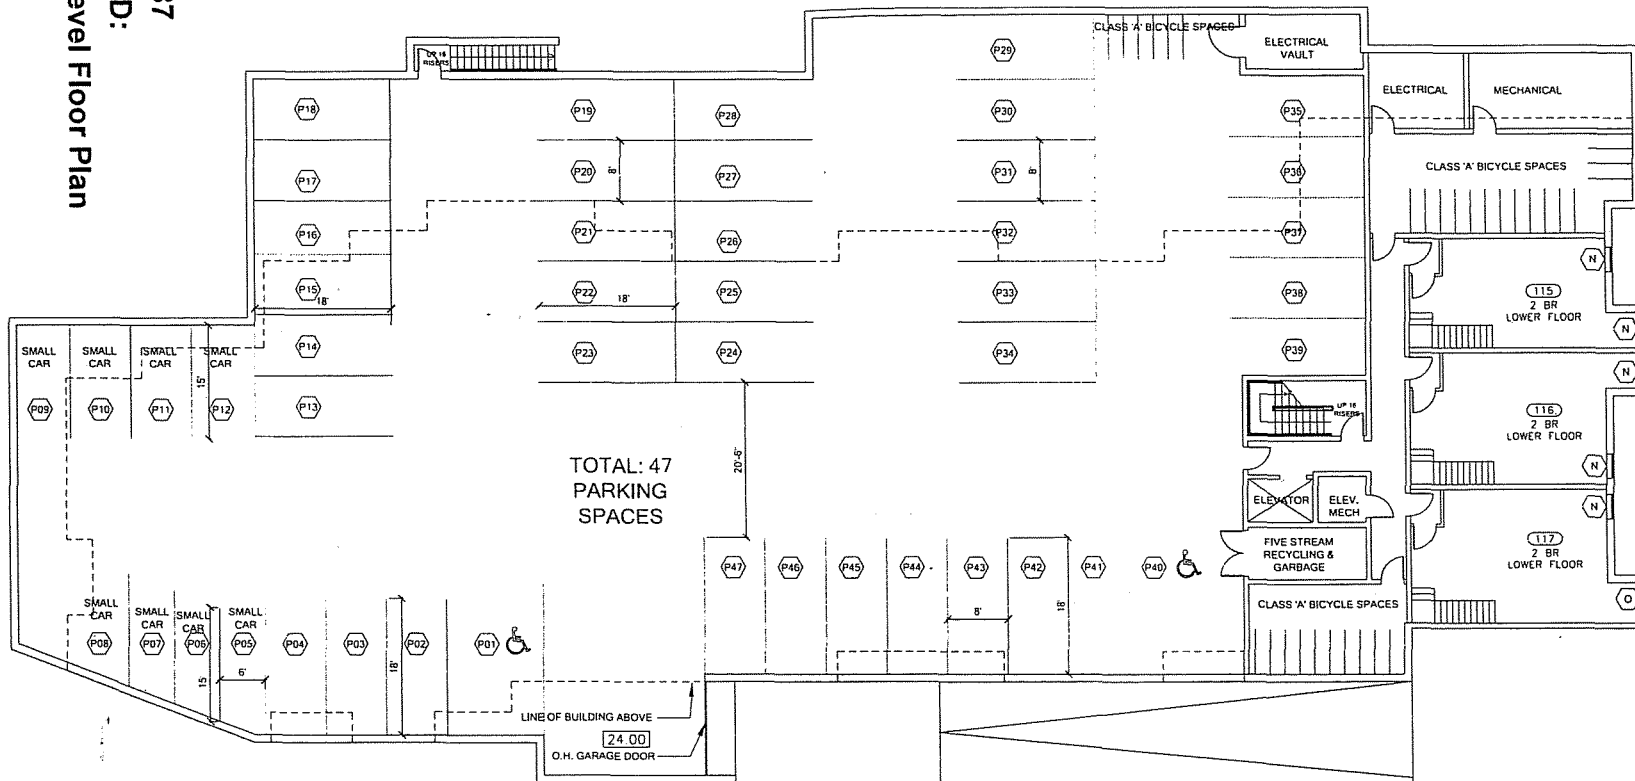 37
D:
evel Floor Plan
UP 16
RISERS
CLASS 'A' BICYCLE SPACES
ELECTRICAL
VAULT
ELECTRICAL
MECHANICAL
CLASS 'A' BICYCLE SPACES
P29
P18
P19
P28
P30
P35
P17
P20
8'
P27
P31
8'
P36
P16
P21
P26
P32
P37
P15
18'
P22
18'
P25
P33
P38
P14
P23
P24
P34
P39
P13
SMALL
CAR
SMALL
CAR
SMALL
CAR
SMALL
CAR
15'
P09
P10
P11
P12
UP 16
RISERS
N
115
2 BR
LOWER FLOOR
N
N
116
2 BR
LOWER FLOOR
N
N
117
2 BR
LOWER FLOOR
O
TOTAL: 47
PARKING
SPACES
20'-6"
ELEVATOR
ELEV.
MECH
FIVE STREAM
RECYCLING &
GARBAGE
CLASS 'A' BICYCLE SPACES
P47
P46
P45
P44
P43
P42
P41
P40
8'
18'
SMALL
CAR
SMALL
CAR
SMALL
CAR
SMALL
CAR
P08
P07
P06
P05
P04
P03
P02
P01
15'
6'
18'
LINE OF BUILDING ABOVE
24.00
O.H. GARAGE DOOR